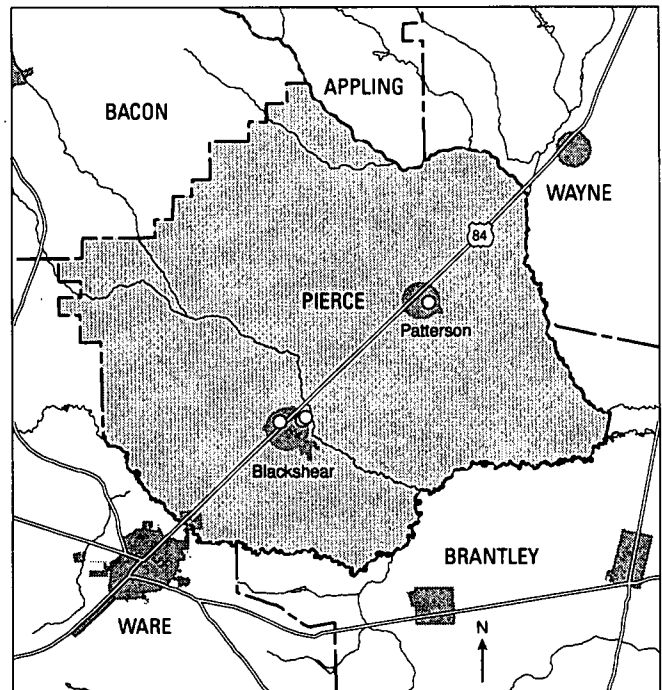 APPLING
BACON
WAYNE
84
PIERCE
Patterson
Blackshear
BRANTLEY
WARE
N